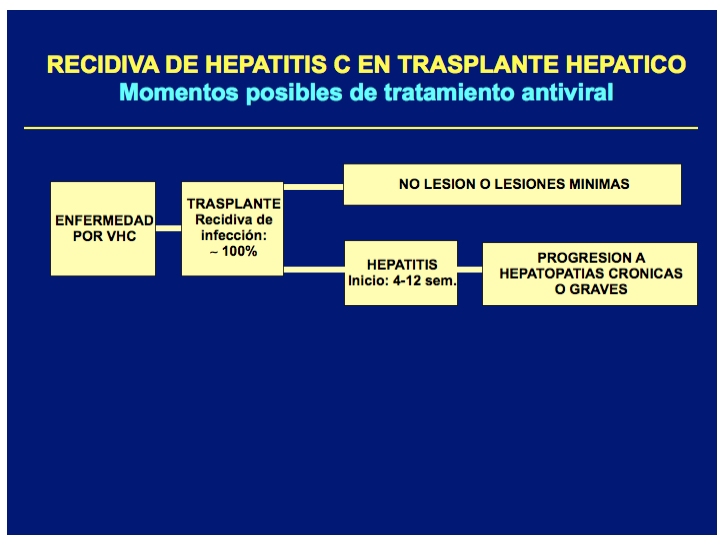 RECIDIVA DE HEPATITIS C EN TRASPLANTE HEPATICO
Momentos posibles de tratamiento antiviral
ENFERMEDAD
POR VHC
TRASPLANTE
Recidiva de
infección:
~ 100%
NO LESION O LESIONES MINIMAS
HEPATITIS
Inicio: 4-12 sem.
PROGRESION A
HEPATOPATIAS CRONICAS
O GRAVES